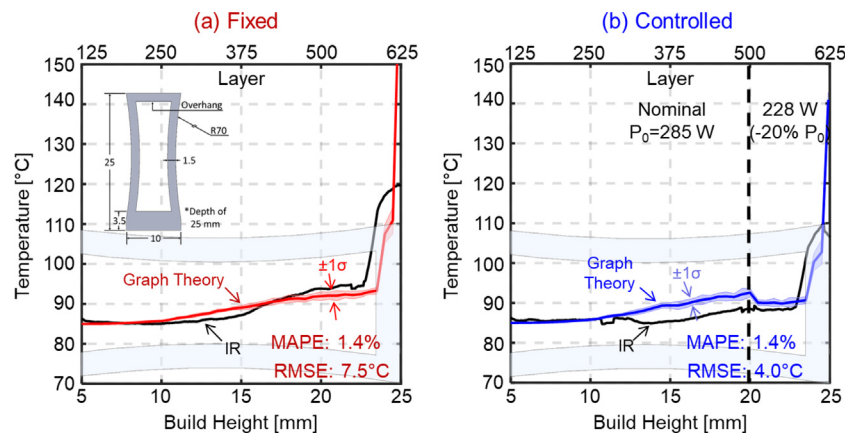 (a) Fixed
125 250 375 500 625
Layer
150
140
130
120
110
100
90
80
70
Temperature [°C]
Overhang
R70
25
1.5
3.5
*Depth of
25 mm
10
Graph Theory
±1σ
IR
MAPE: 1.4%
RMSE: 7.5°C
5 10 15 20 25
Build Height [mm]
(b) Controlled
125 250 375 500 625
Layer
150
140
130
120
110
100
90
80
70
Temperature [°C]
Nominal
P₀=285 W
228 W
(-20% P₀)
Graph
Theory
±1σ
IR
MAPE: 1.4%
RMSE: 4.0°C
5 10 15 20 25
Build Height [mm]